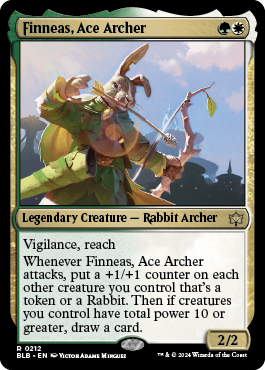 Finneas, Ace Archer
Legendary Creature — Rabbit Archer
Vigilance, reach
Whenever Finneas, Ace Archer
attacks, put a +1/+1 counter on each
other creature you control that's a
token or a Rabbit. Then if creatures
you control have total power 10 or
greater, draw a card.
2/2
R 0212
BLB • EN Victor Adame Minguez
™ & © 2024 Wizards of the Coast